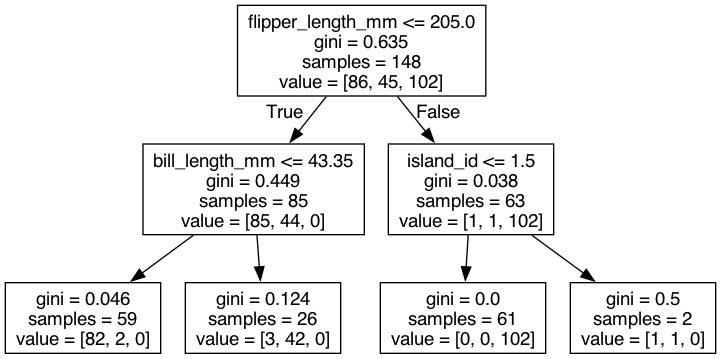 flipper_length_mm <= 205.0
gini = 0.635
samples = 148
value = [86, 45, 102]
True
False
bill_length_mm <= 43.35
gini = 0.449
samples = 85
value = [85, 44, 0]
island_id <= 1.5
gini = 0.038
samples = 63
value = [1, 1, 102]
gini = 0.046
samples = 59
value = [82, 2, 0]
gini = 0.124
samples = 26
value = [3, 42, 0]
gini = 0.0
samples = 61
value = [0, 0, 102]
gini = 0.5
samples = 2
value = [1, 1, 0]